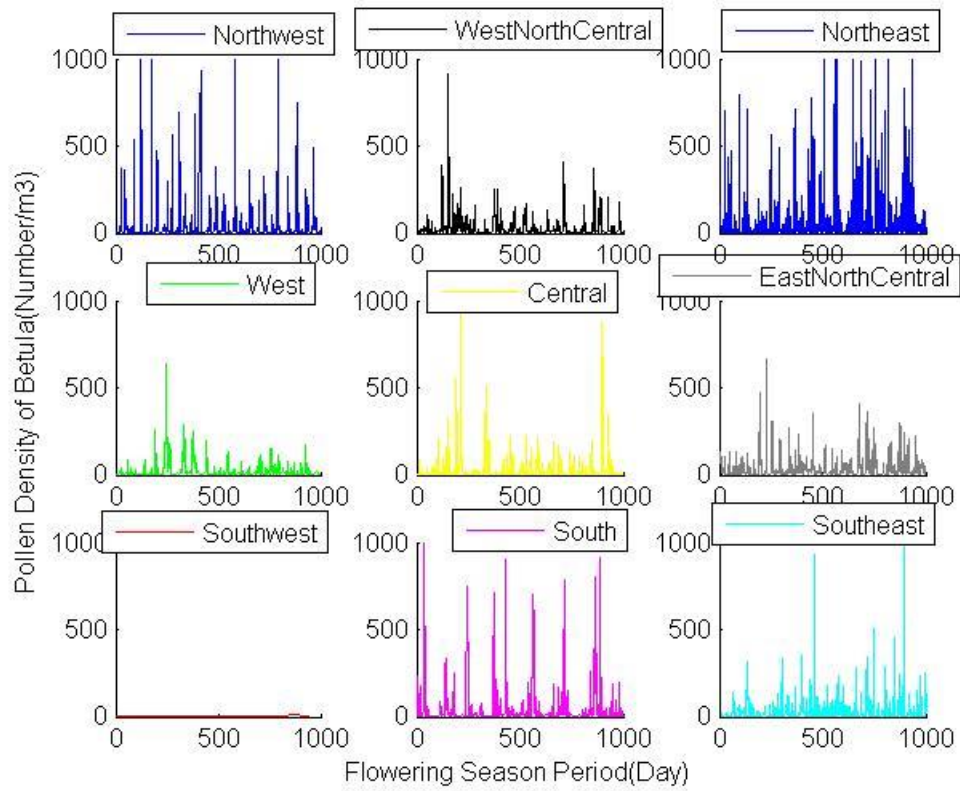 Northwest
WestNorthCentral
Northeast
1000
500
0
0 500 1000
1000
500
0
0 500 1000
1000
500
0
0 500 1000
West
Central
EastNorthCentral
1000
500
0
0 500 1000
1000
500
0
0 500 1000
1000
500
0
0 500 1000
Southwest
South
Southeast
1000
500
0
0 500 1000
1000
500
0
0 500 1000
1000
500
0
0 500 1000
Pollen Density of Betula(Number/m3)
Flowering Season Period(Day)